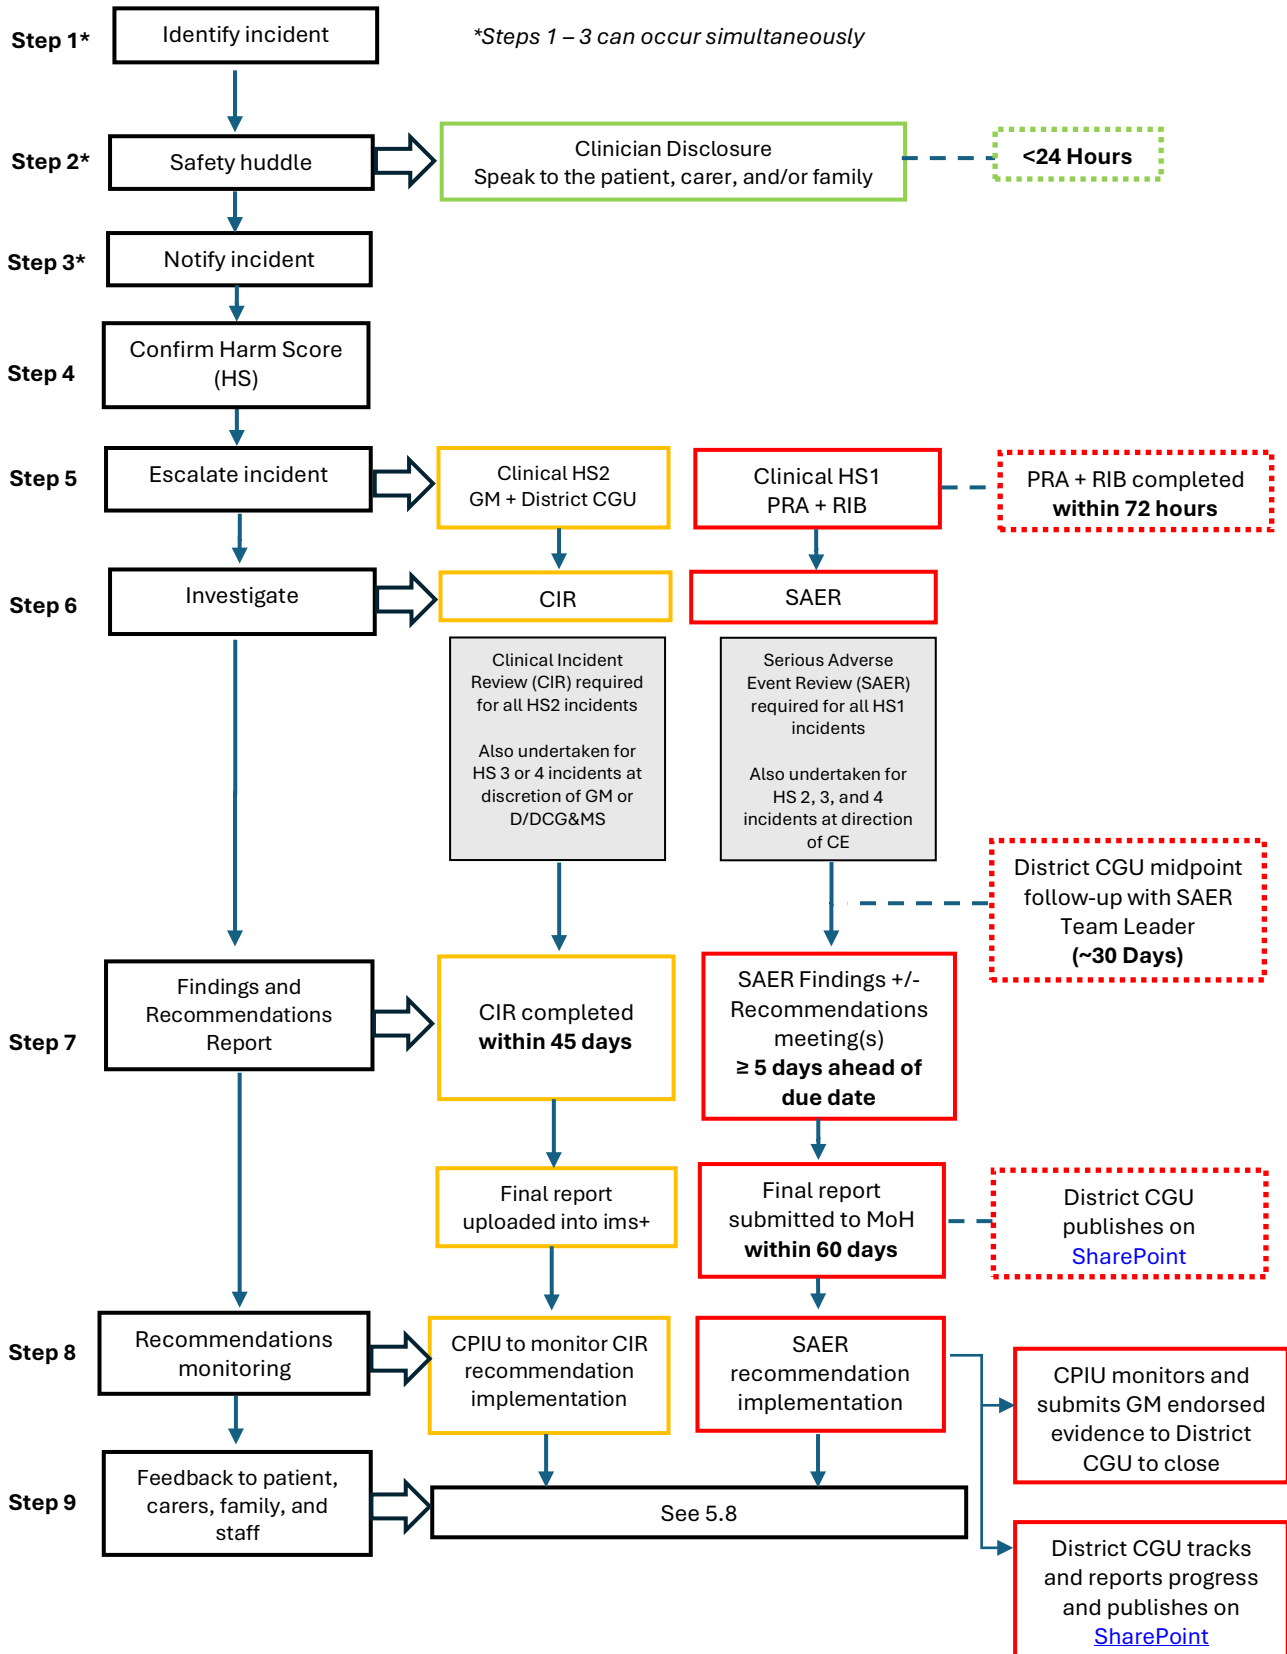 Step 1*
Identify incident
*Steps 1 – 3 can occur simultaneously
Step 2*
Safety huddle
Clinician Disclosure
Speak to the patient, carer, and/or family
<24 Hours
Step 3*
Notify incident
Step 4
Confirm Harm Score
(HS)
Step 5
Escalate incident
Clinical HS2
GM + District CGU
Clinical HS1
PRA + RIB
PRA + RIB completed
within 72 hours
Step 6
Investigate
CIR
SAER
Clinical Incident
Review (CIR) required
for all HS2 incidents
Also undertaken for
HS 3 or 4 incidents at
discretion of GM or
D/DCG&MS
Serious Adverse
Event Review (SAER)
required for all HS1
incidents
Also undertaken for
HS 2, 3, and 4
incidents at direction
of CE
District CGU midpoint
follow-up with SAER
Team Leader
(~30 Days)
Step 7
Findings and
Recommendations
Report
CIR completed
within 45 days
SAER Findings +/-
Recommendations
meeting(s)
≥ 5 days ahead of
due date
Final report
uploaded into ims+
Final report
submitted to MoH
within 60 days
District CGU
publishes on
SharePoint
Step 8
Recommendations
monitoring
CPIU to monitor CIR
recommendation
implementation
SAER
recommendation
implementation
CPIU monitors and
submits GM endorsed
evidence to District
CGU to close
Step 9
Feedback to patient,
carers, family, and
staff
See 5.8
District CGU tracks
and reports progress
and publishes on
SharePoint